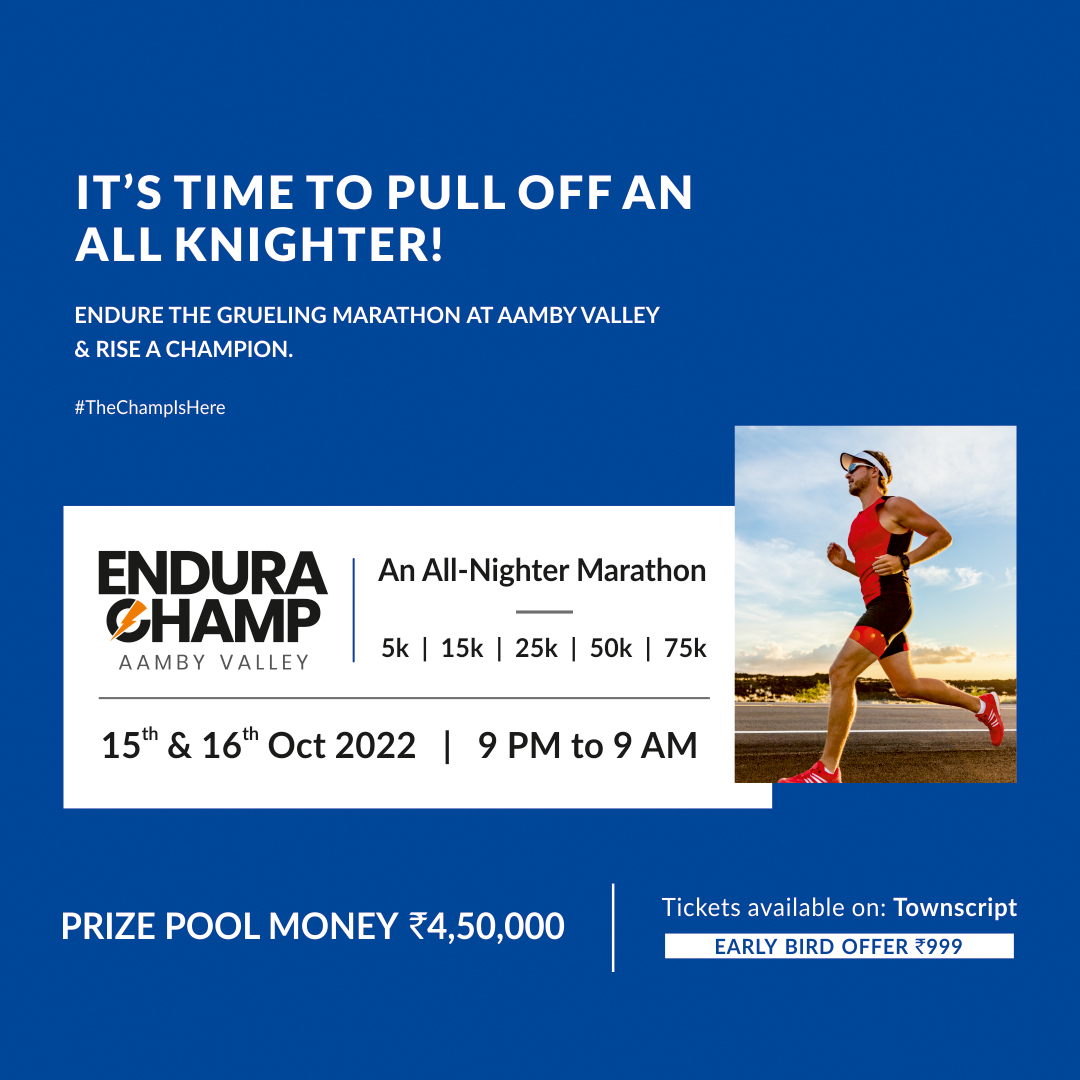 IT’S TIME TO PULL OFF AN
ALL KNIGHTER!
ENDURE THE GRUELING MARATHON AT AAMBY VALLEY
& RISE A CHAMPION.
#TheChampIsHere
ENDURA
CHAMP
AAMBY VALLEY
An All-Nighter Marathon
5k | 15k | 25k | 50k | 75k
15th & 16th Oct 2022 | 9 PM to 9 AM
PRIZE POOL MONEY ₹4,50,000
Tickets available on: Townscript
EARLY BIRD OFFER ₹999